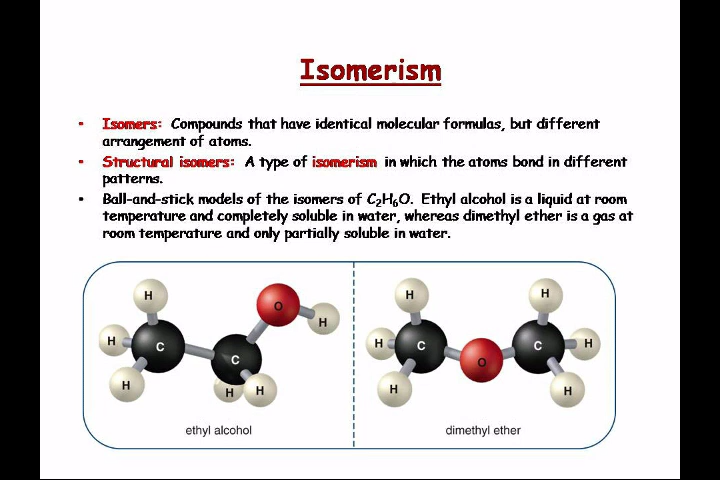 Isomerism
• Isomers: Compounds that have identical molecular formulas, but different
arrangement of atoms.
• Structural isomers: A type of isomerism in which the atoms bond in different
patterns.
• Ball-and-stick models of the isomers of C₂H₆O. Ethyl alcohol is a liquid at room
temperature and completely soluble in water, whereas dimethyl ether is a gas at
room temperature and only partially soluble in water.
H O H
H C C
H H H
ethyl alcohol
H H
H C O C H
H H
dimethyl ether